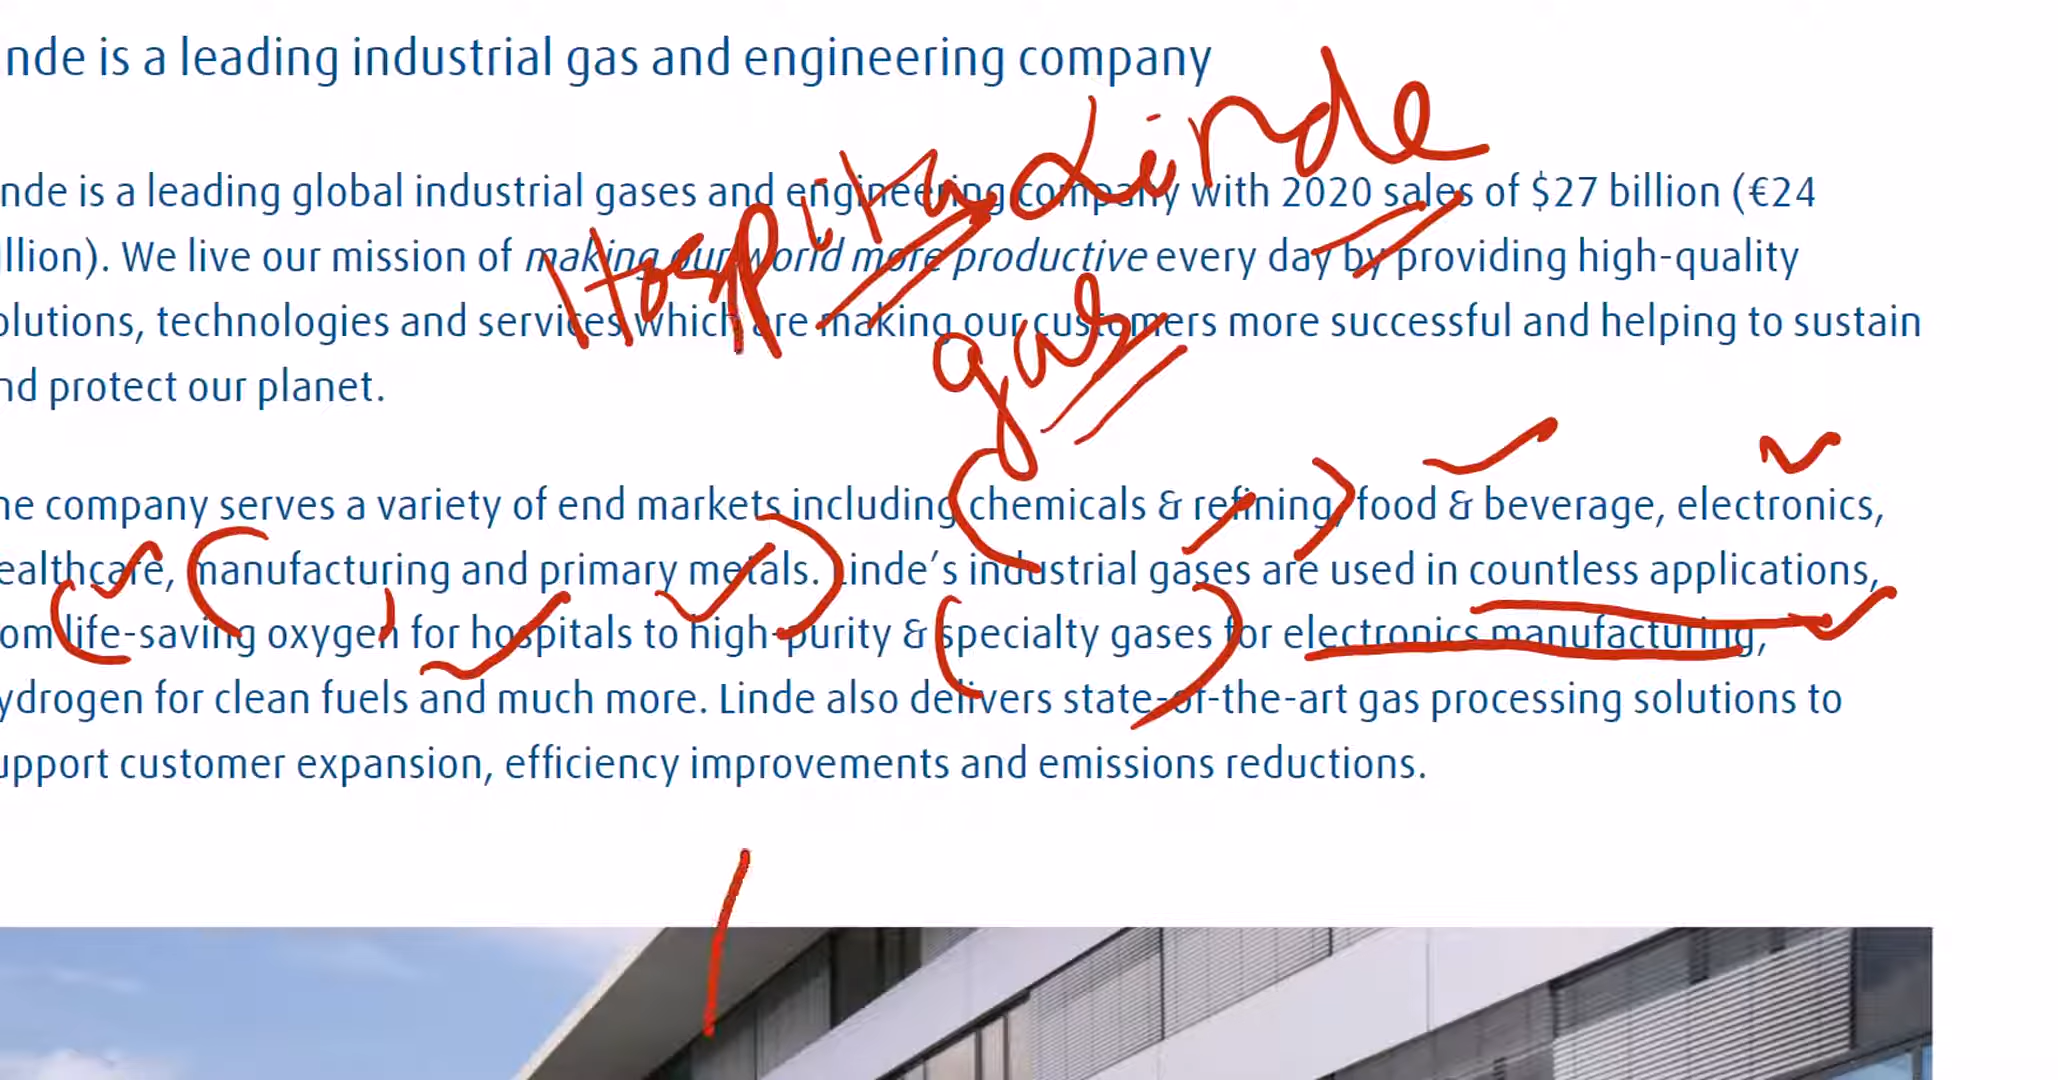 nde is a leading industrial gas and engineering company
Linde
Hospital
nde is a leading global industrial gases and engineering company with 2020 sales of $27 billion (€24
llion). We live our mission of making our world more productive every day by providing high-quality
olutions, technologies and services which are making our customers more successful and helping to sustain
gas
nd protect our planet.
he company serves a variety of end markets including chemicals & refining, food & beverage, electronics,
ealthcare, manufacturing and primary metals. Linde's industrial gases are used in countless applications,
om life-saving oxygen for hospitals to high-purity & specialty gases for electronics manufacturing,
ydrogen for clean fuels and much more. Linde also delivers state-of-the-art gas processing solutions to
upport customer expansion, efficiency improvements and emissions reductions.